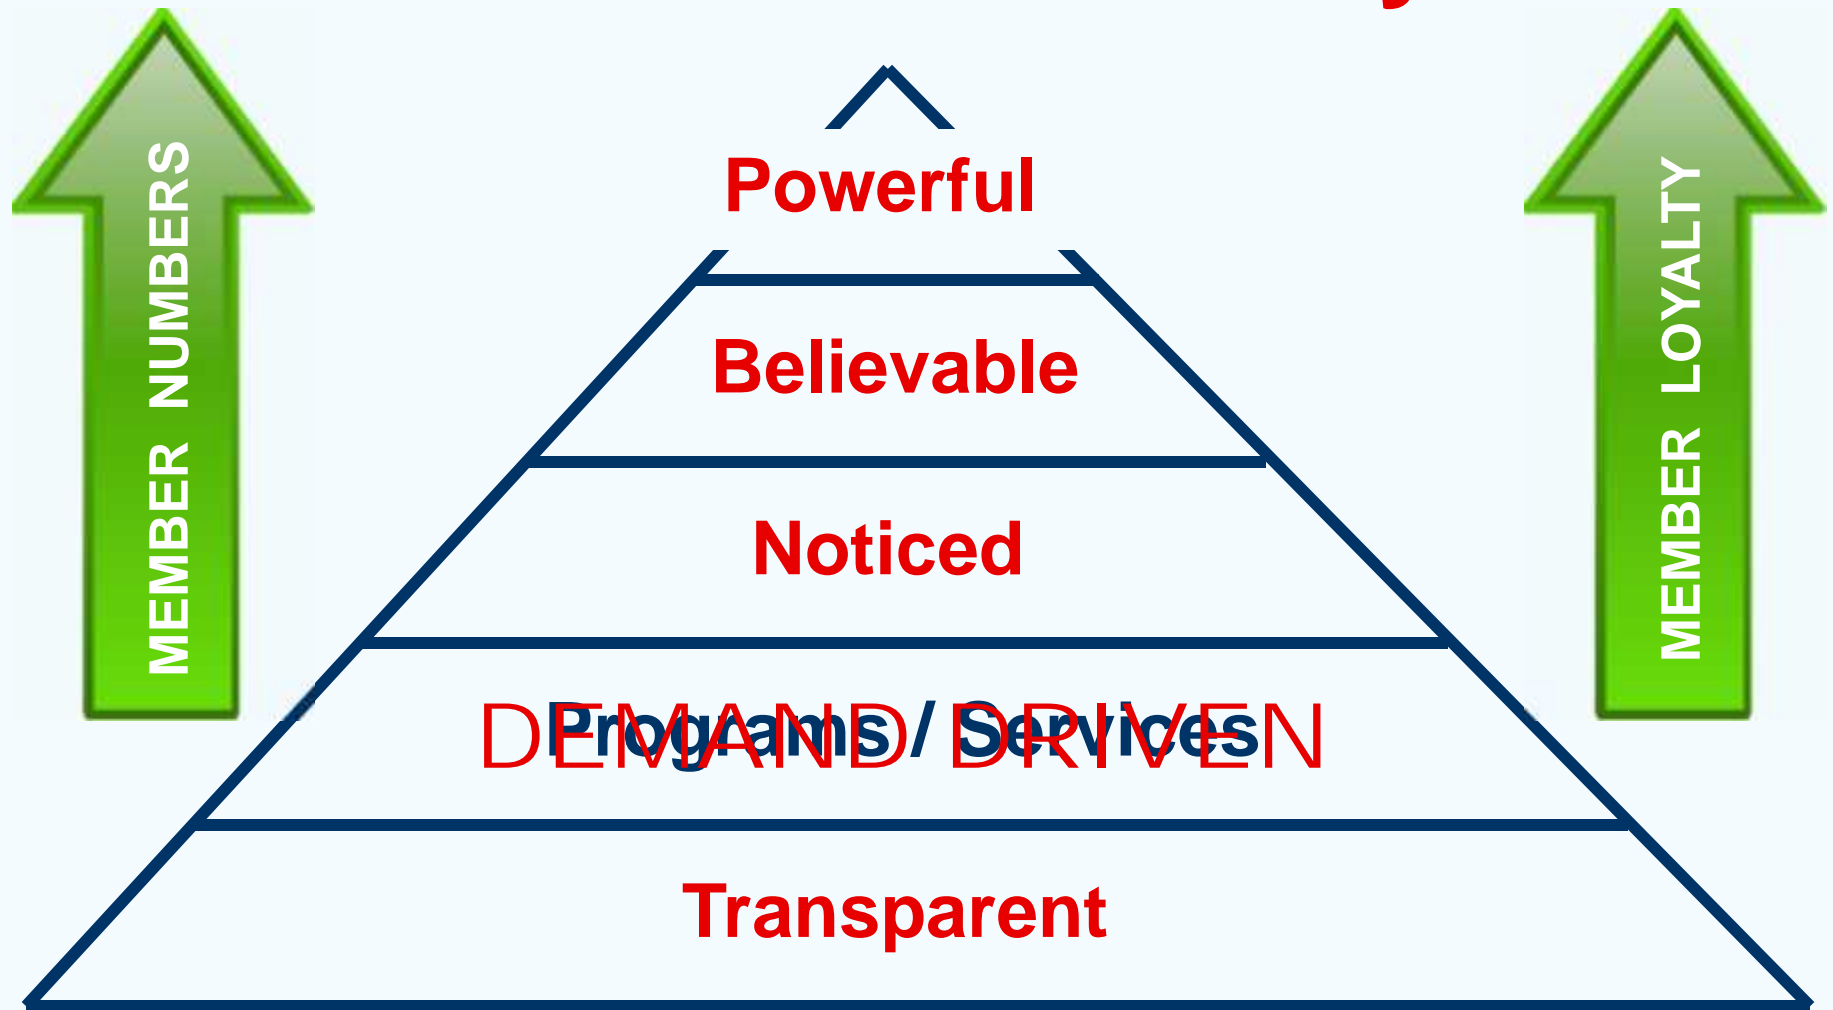 MEMBER NUMBERS
MEMBER LOYALTY
Powerful
Believable
Noticed
Programs / Services
DEMAND DRIVEN
Transparent